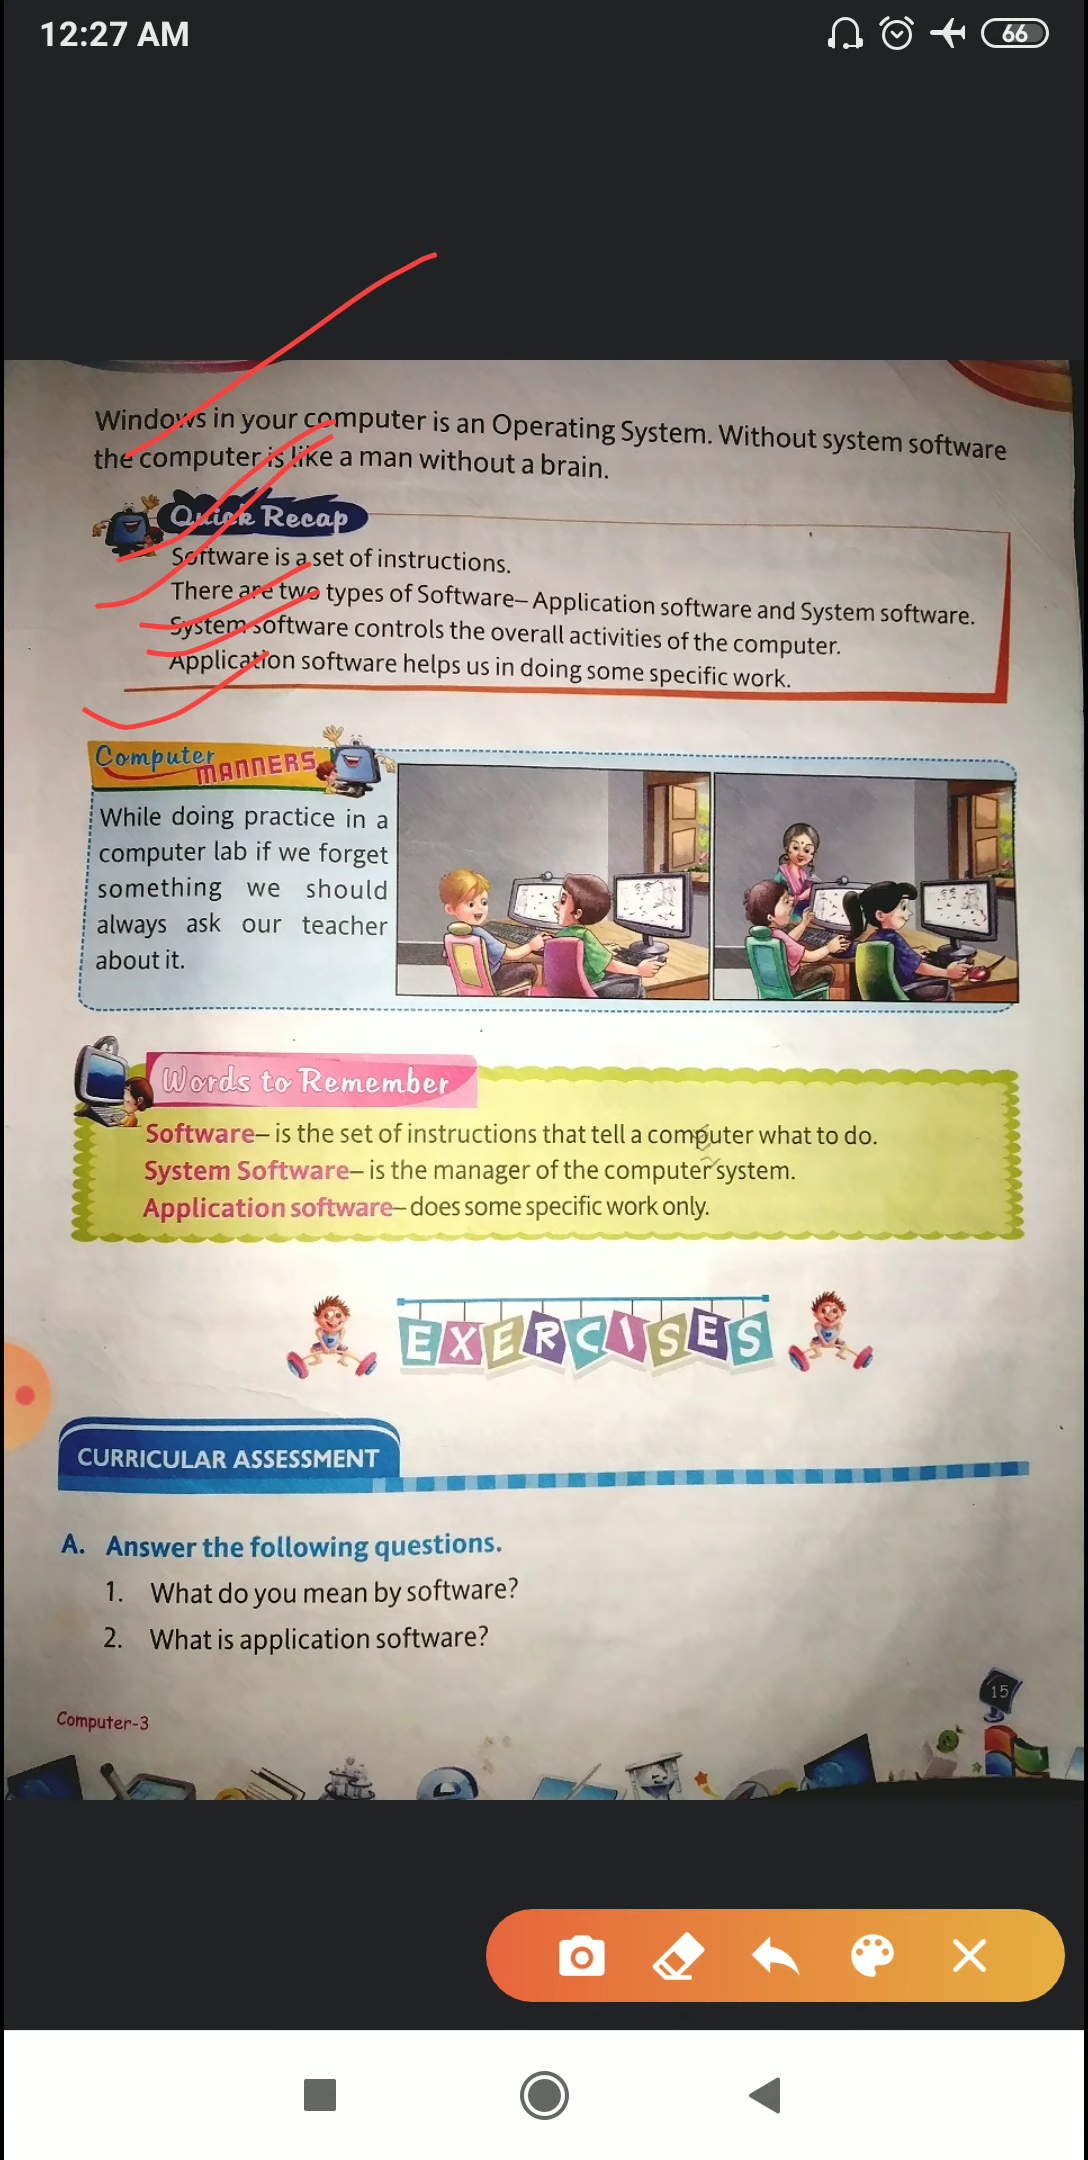 12:27 AM
66
Windows in your computer is an Operating System. Without system software
the computer is like a man without a brain.
Quick Recap
Software is a set of instructions.
There are two types of Software– Application software and System software.
System software controls the overall activities of the computer.
Application software helps us in doing some specific work.
Computer
MANNERS
While doing practice in a
computer lab if we forget
something we should
always ask our teacher
about it.
Words to Remember
Software– is the set of instructions that tell a computer what to do.
System Software– is the manager of the computer system.
Application software– does some specific work only.
EXERCISES
CURRICULAR ASSESSMENT
A. Answer the following questions.
1. What do you mean by software?
2. What is application software?
15
Computer-3